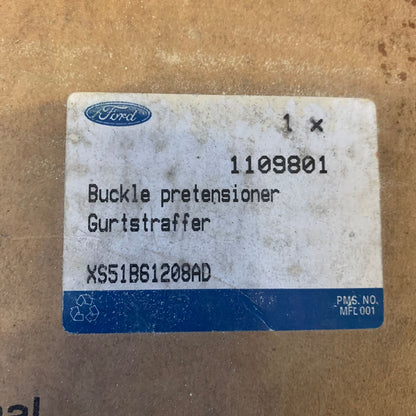 Ford
1 x
1109801
Buckle pretensioner
Gurtstraffer
XS51B61208AD
PMS. NO.
MFL 001